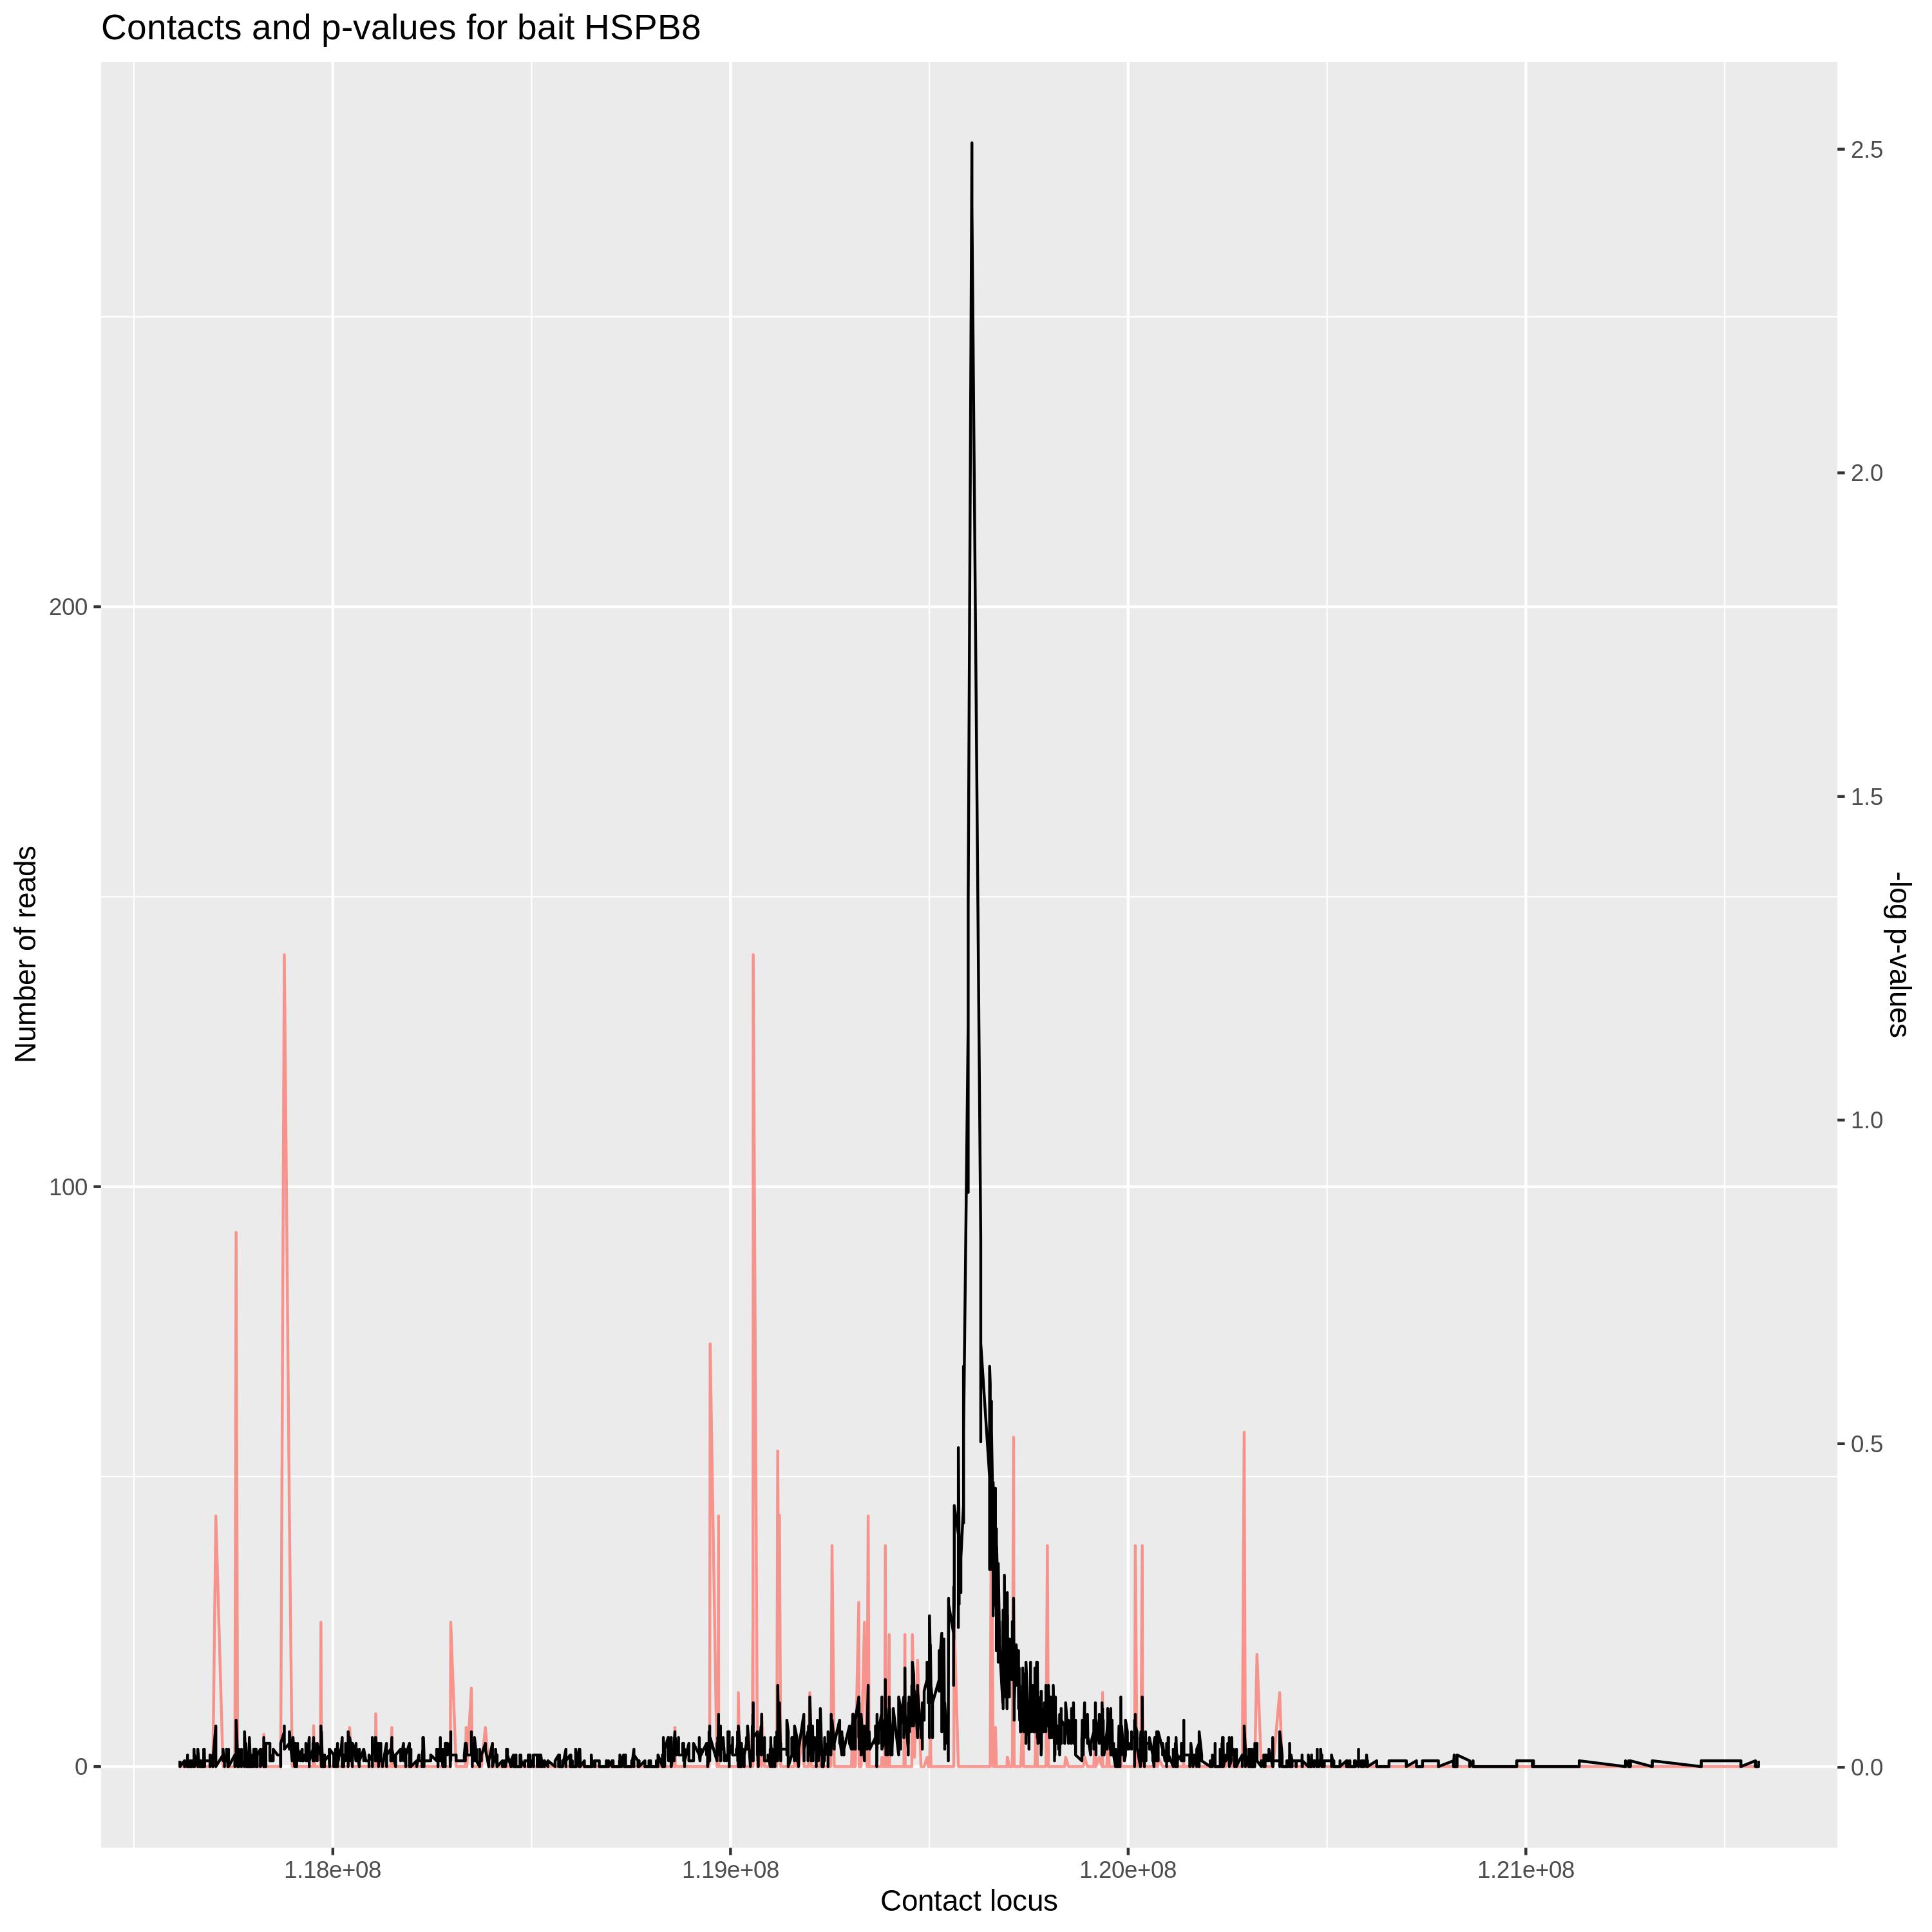 Contacts and p-values for bait HSPB8
Number of reads
200
100
0
2.5
2.0
1.5
1.0
0.5
0.0
-log p-values
1.18e+08
1.19e+08
1.20e+08
1.21e+08
Contact locus